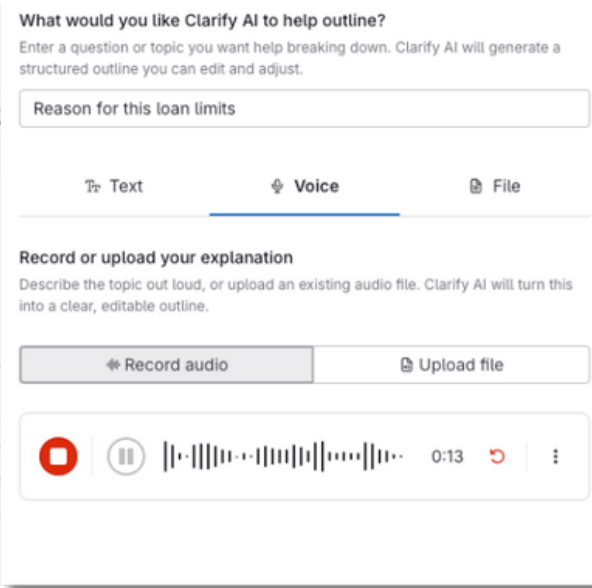 What would you like Clarify AI to help outline?
Enter a question or topic you want help breaking down. Clarify AI will generate a
structured outline you can edit and adjust.
Reason for this loan limits
Text
Voice
File
Record or upload your explanation
Describe the topic out loud, or upload an existing audio file. Clarify AI will turn this
into a clear, editable outline.
Record audio
Upload file
0:13